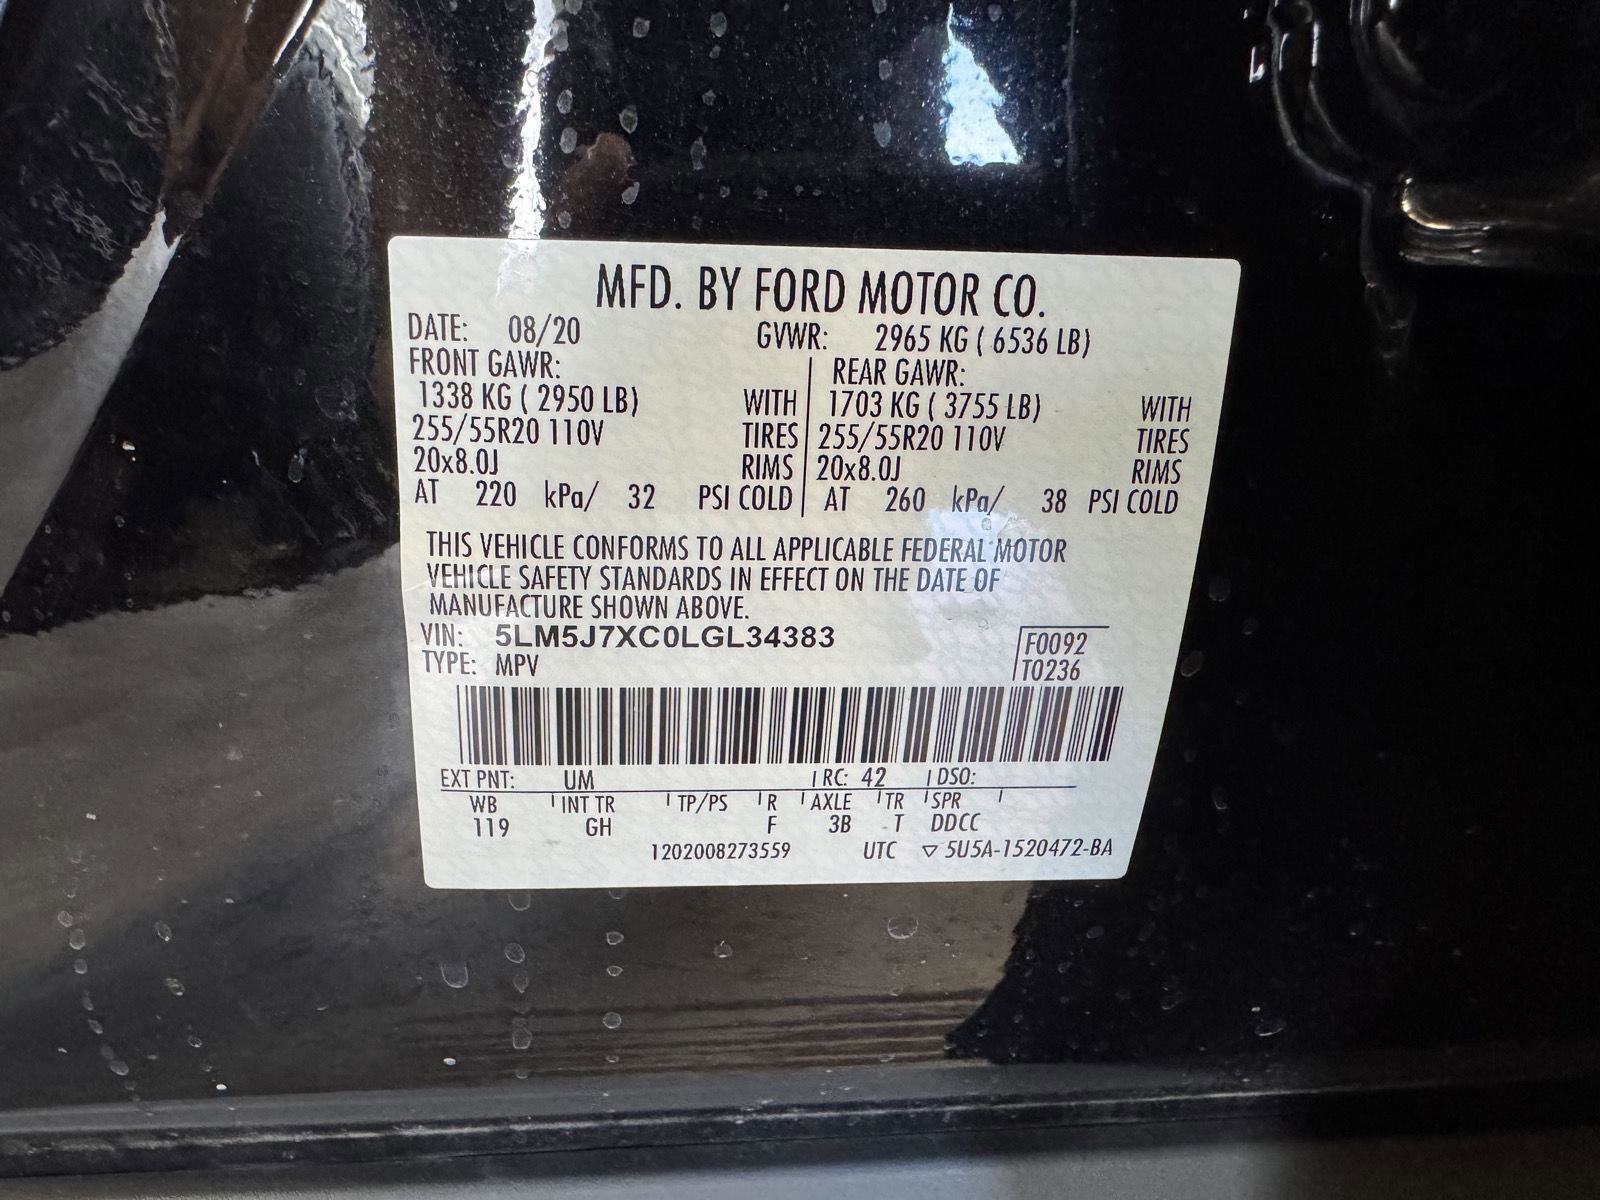 MFD. BY FORD MOTOR CO.
DATE: 08/20 GVWR: 2965 KG ( 6536 LB)
FRONT GAWR: REAR GAWR:
1338 KG ( 2950 LB) WITH 1703 KG ( 3755 LB) WITH
255/55R20 110V TIRES 255/55R20 110V TIRES
20x8.0J RIMS 20x8.0J RIMS
AT 220 kPa/ 32 PSI COLD AT 260 kPa/ 38 PSI COLD
THIS VEHICLE CONFORMS TO ALL APPLICABLE FEDERAL MOTOR
VEHICLE SAFETY STANDARDS IN EFFECT ON THE DATE OF
MANUFACTURE SHOWN ABOVE.
VIN: 5LM5J7XC0LGL34383 F0092
TYPE: MPV T0236
EXT PNT: UM RC: 42 DSO:
WB INT TR TP/PS R AXLE TR SPR
119 GH F 3B T DDCC
1202008273559 UTC ▽ 5U5A-1520472-BA